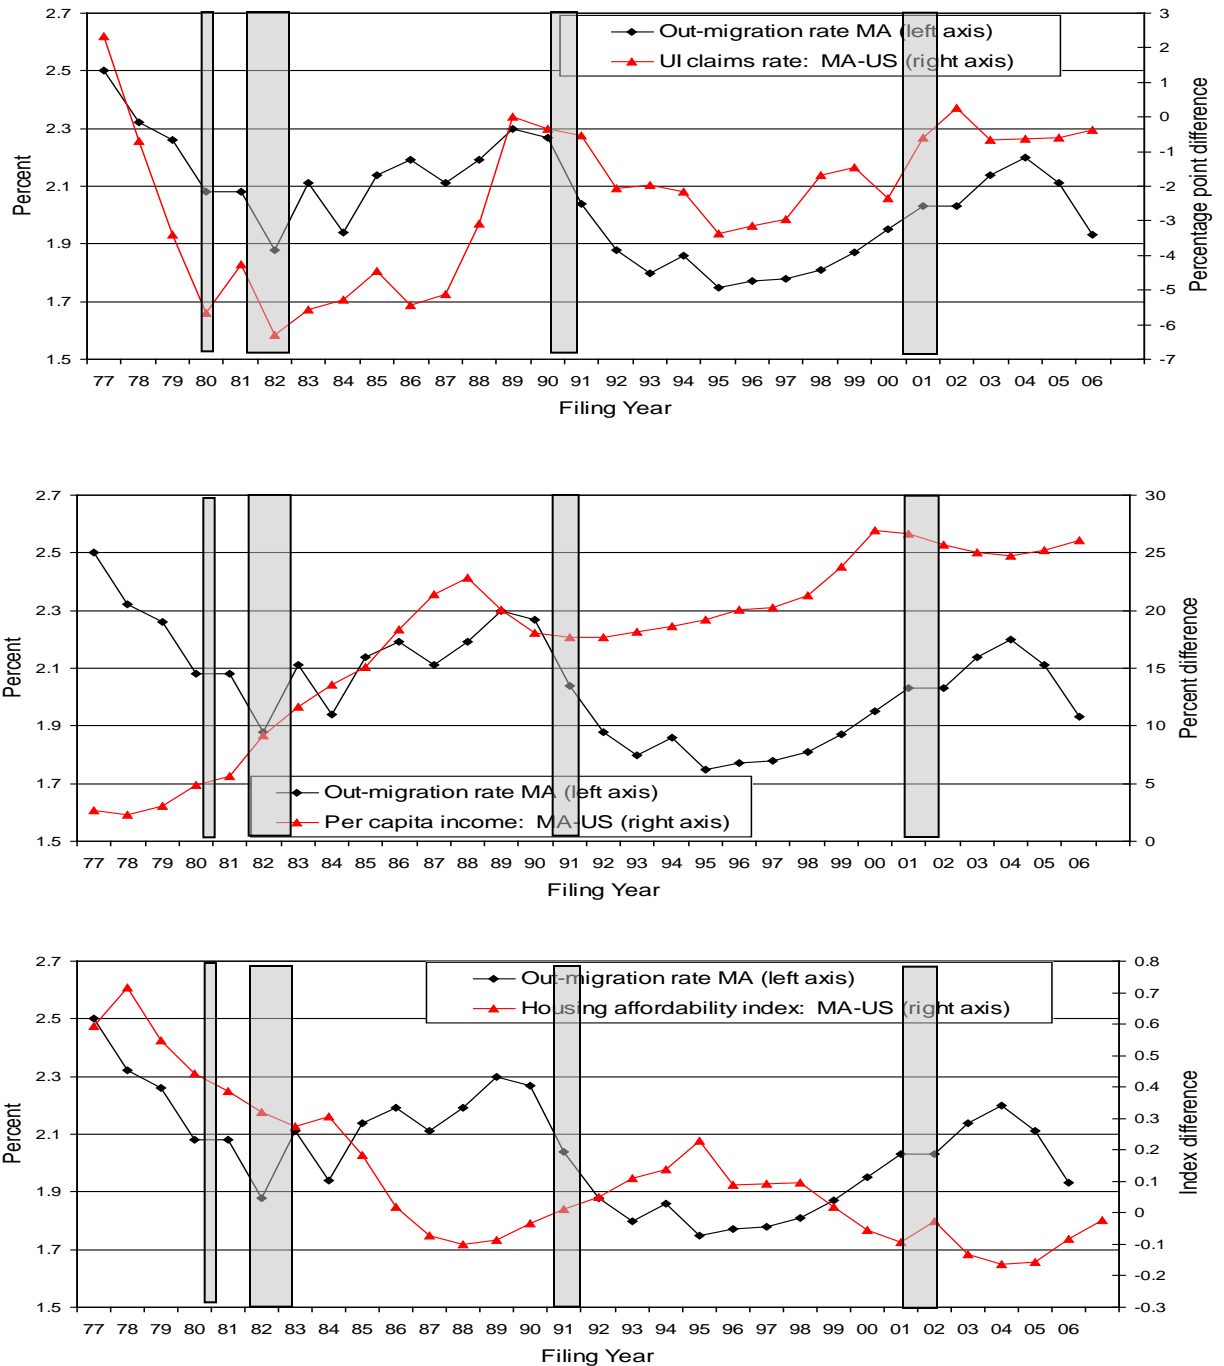 2.7
2.5
2.3
2.1
1.9
1.7
1.5
Percent
Out-migration rate MA (left axis)
UI claims rate:  MA-US (right axis)
3
2
1
0
-1
-2
-3
-4
-5
-6
-7
Percentage point difference
77 78 79 80 81 82 83 84 85 86 87 88 89 90 91 92 93 94 95 96 97 98 99 00 01 02 03 04 05 06
Filing Year
2.7
2.5
2.3
2.1
1.9
1.7
1.5
Percent
Out-migration rate MA (left axis)
Per capita income:  MA-US (right axis)
30
25
20
15
10
5
0
Percent difference
77 78 79 80 81 82 83 84 85 86 87 88 89 90 91 92 93 94 95 96 97 98 99 00 01 02 03 04 05 06
Filing Year
2.7
2.5
2.3
2.1
1.9
1.7
1.5
Percent
Out-migration rate MA (left axis)
Housing affordability index:  MA-US (right axis)
0.8
0.7
0.6
0.5
0.4
0.3
0.2
0.1
0
-0.1
-0.2
-0.3
Index difference
77 78 79 80 81 82 83 84 85 86 87 88 89 90 91 92 93 94 95 96 97 98 99 00 01 02 03 04 05 06
Filing Year